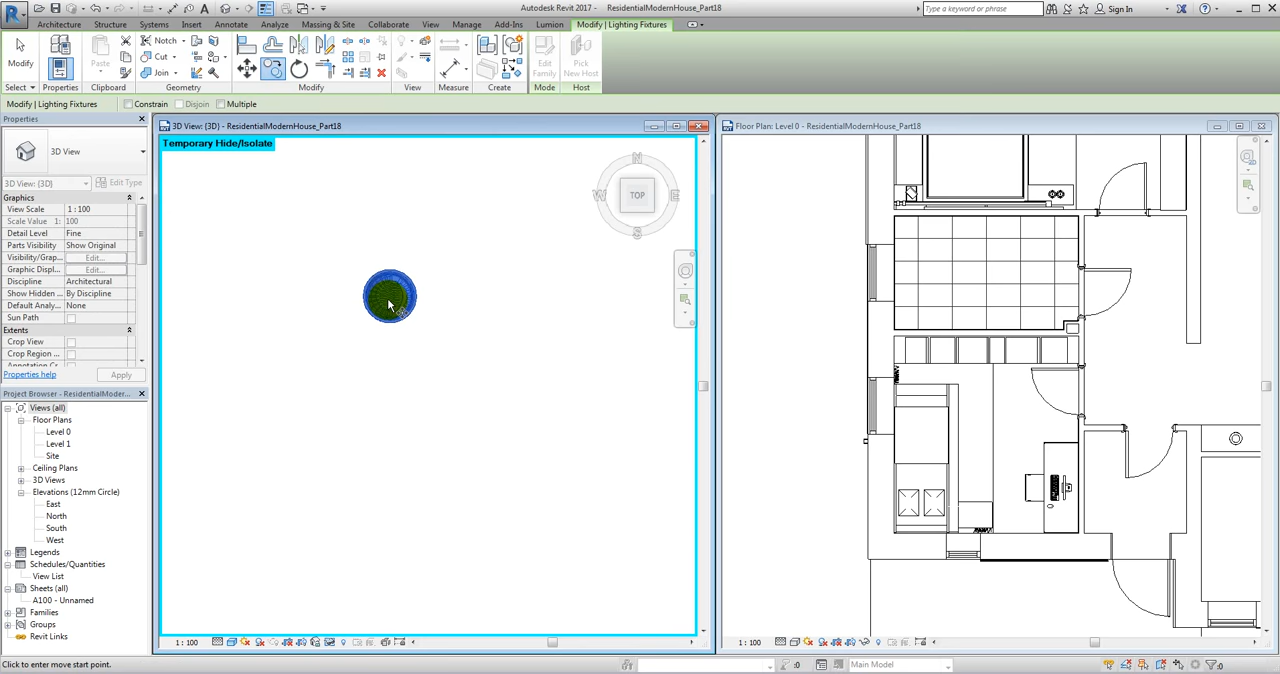 Autodesk Revit 2017 - ResidentialModernHouse_Part18
Type a keyword or phrase
Sign In
Architecture Structure Systems Insert Annotate Analyze Massing & Site Collaborate View Manage Add-Ins Lumion Modify | Lighting Fixtures
Modify
Paste
Notch
Cut
Join
Edit Family
Pick New Host
Select Properties Clipboard Geometry Modify View Measure Create Mode Host
Modify | Lighting Fixtures Constrain Disjoin Multiple
Properties
3D View
3D View: {3D}
Edit Type
Graphics
View Scale 1 : 100
Scale Value 1: 100
Detail Level Fine
Parts Visibility Show Original
Visibility/Grap... Edit...
Graphic Displ... Edit...
Discipline Architectural
Show Hidden ... By Discipline
Default Analy... None
Sun Path
Extents
Crop View
Crop Region ...
Properties help Apply
Project Browser - ResidentialModer...
Views (all)
Floor Plans
Level 0
Level 1
Site
Ceiling Plans
3D Views
Elevations (12mm Circle)
East
North
South
West
Legends
Schedules/Quantities
View List
Sheets (all)
A100 - Unnamed
Families
Groups
Revit Links
3D View: {3D} - ResidentialModernHouse_Part18
Temporary Hide/Isolate
N
W TOP E
S
1 : 100
Floor Plan: Level 0 - ResidentialModernHouse_Part18
1 : 100
Click to enter move start point.
:0
Main Model
:0